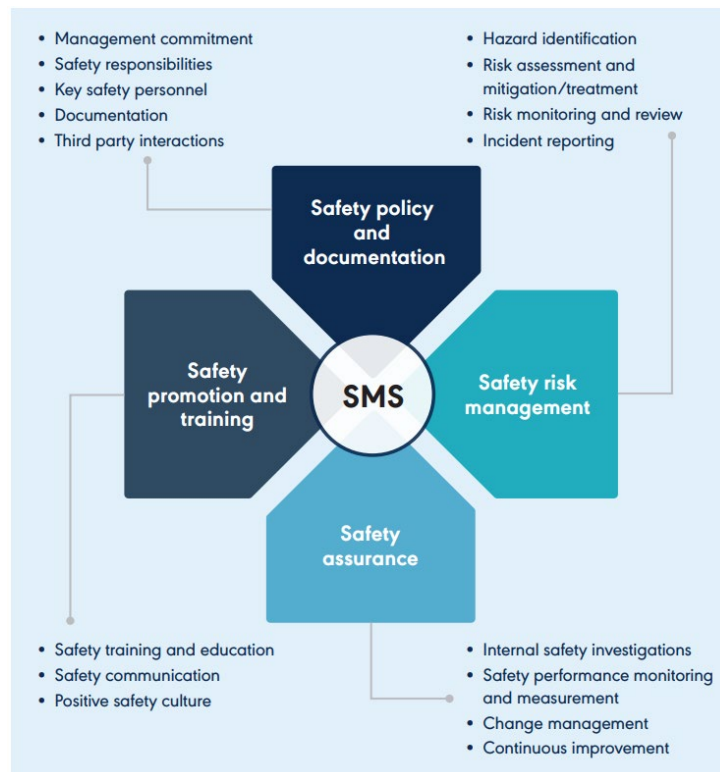 • Management commitment
• Safety responsibilities
• Key safety personnel
• Documentation
• Third party interactions
• Hazard identification
• Risk assessment and
mitigation/treatment
• Risk monitoring and review
• Incident reporting
Safety policy
and
documentation
Safety
promotion and
training
SMS
Safety risk
management
Safety
assurance
• Safety training and education
• Safety communication
• Positive safety culture
• Internal safety investigations
• Safety performance monitoring
and measurement
• Change management
• Continuous improvement